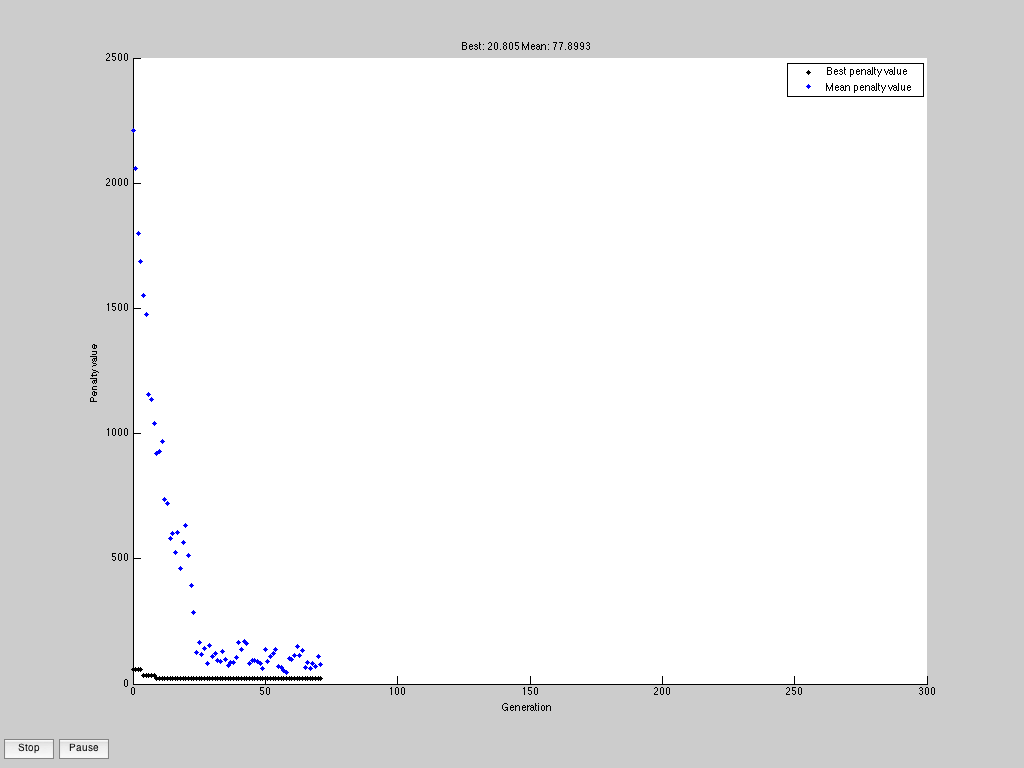 Best: 20.805 Mean: 77.8993
2500
Best penalty value
Mean penalty value
2000
1500
Penalty value
1000
500
0
0 50 100 150 200 250 300
Generation
Stop Pause